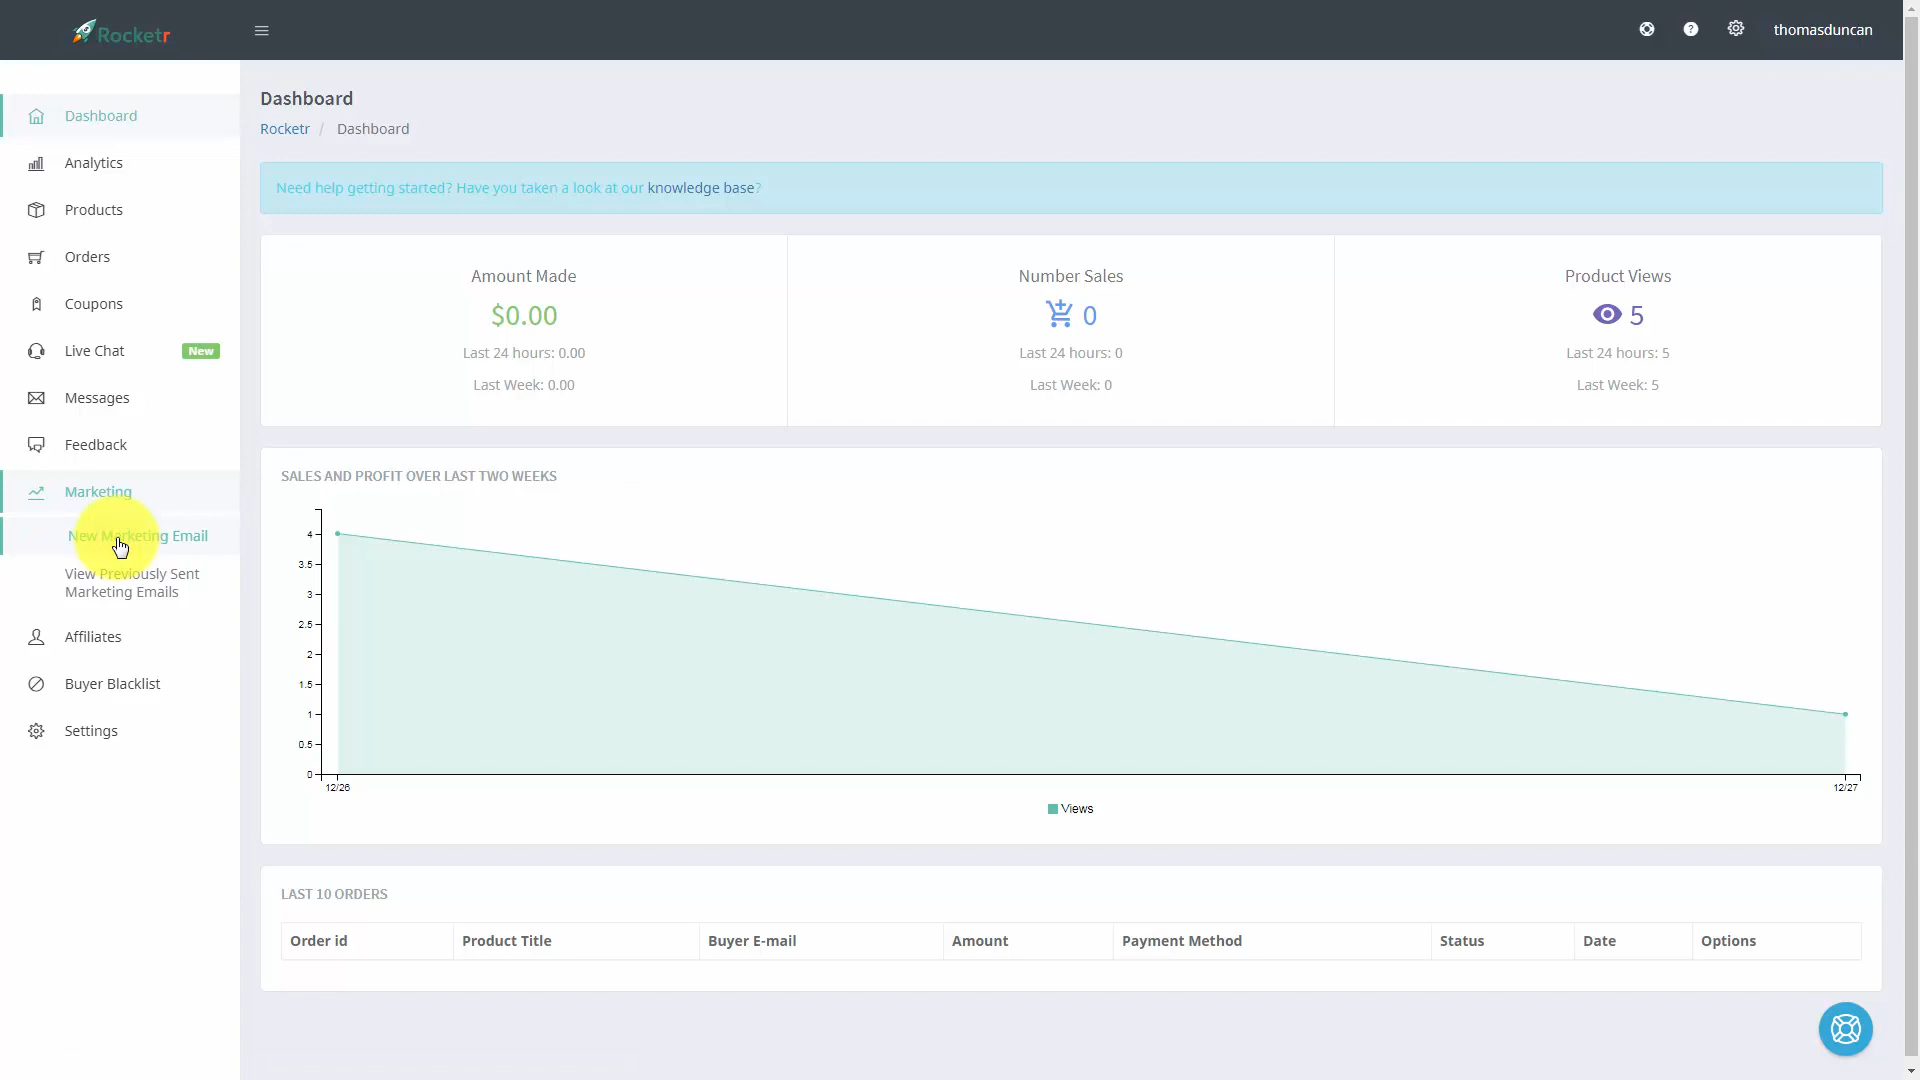 Rocketr
thomasduncan
Dashboard
Analytics
Products
Orders
Coupons
Live Chat New
Messages
Feedback
Marketing
New Marketing Email
View Previously Sent
Marketing Emails
Affiliates
Buyer Blacklist
Settings
Dashboard
Rocketr / Dashboard
Need help getting started? Have you taken a look at our knowledge base?
Amount Made
$0.00
Last 24 hours: 0.00
Last Week: 0.00
Number Sales
0
Last 24 hours: 0
Last Week: 0
Product Views
5
Last 24 hours: 5
Last Week: 5
SALES AND PROFIT OVER LAST TWO WEEKS
4
3.5
3
2.5
2
1.5
1
0.5
0
12/26 12/27
Views
LAST 10 ORDERS
Order id Product Title Buyer E-mail Amount Payment Method Status Date Options